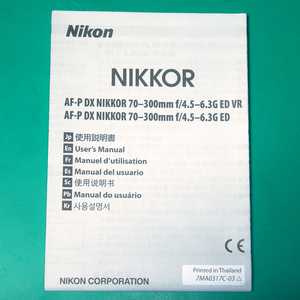 Nikon
NIKKOR
AF-P DX NIKKOR 70–300mm f/4.5–6.3G ED VR
AF-P DX NIKKOR 70–300mm f/4.5–6.3G ED
Jp 使用説明書
En User's Manual
Fr Manuel d'utilisation
Es Manual del usuario
Sc 使用说明书
Pb Manual do usuário
Kr 사용설명서
CE
Printed in Thailand
7MA0317C-03 △
NIKON CORPORATION